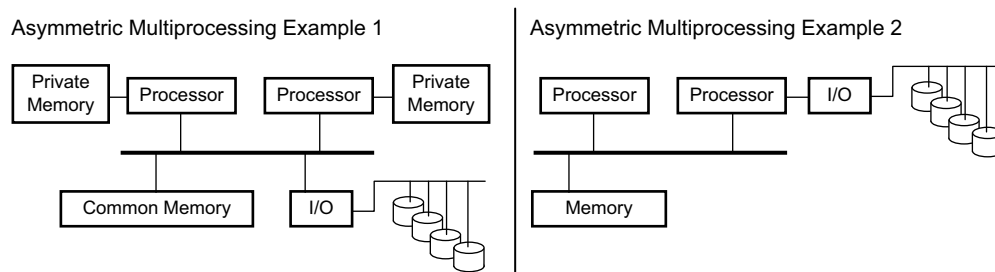 Asymmetric Multiprocessing Example 1
Private
Memory
Processor
Processor
Private
Memory
Common Memory
I/O
Asymmetric Multiprocessing Example 2
Processor
Processor
I/O
Memory